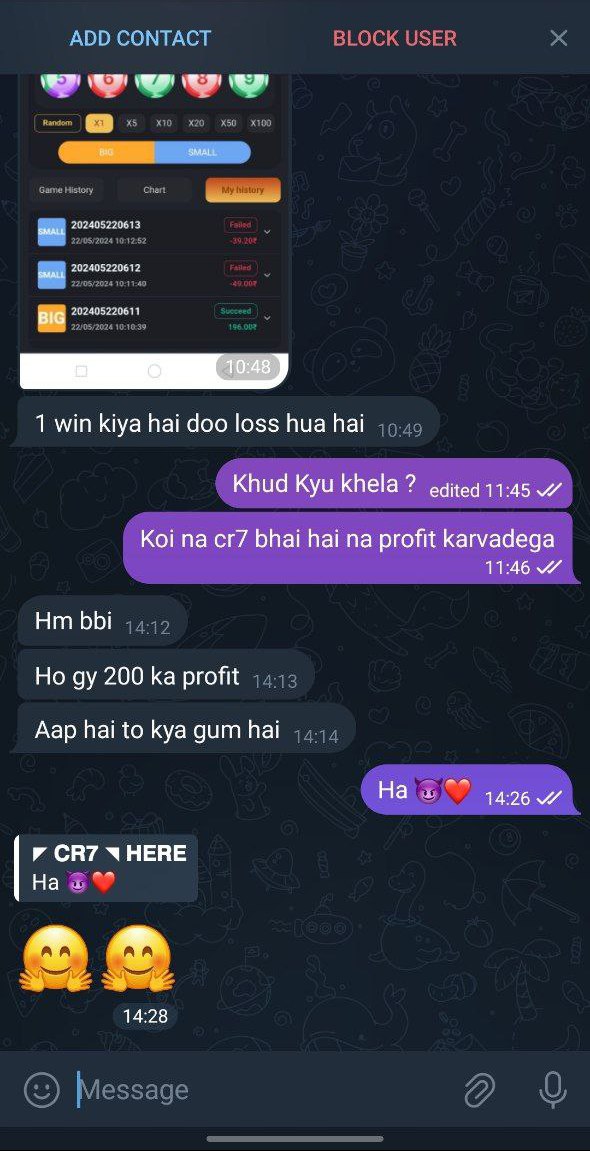 ADD CONTACT
BLOCK USER
5 6 7 8 9
Random X1 X5 X10 X20 X50 X100
BIG SMALL
Game History Chart My history
SMALL 202405220613 Failed
22/05/2024 10:12:52 -39.20₹
SMALL 202405220612 Failed
22/05/2024 10:11:40 -49.00₹
BIG 202405220611 Succeed
22/05/2024 10:10:39 196.00₹
10:48
1 win kiya hai doo loss hua hai 10:49
Khud Kyu khela ? edited 11:45
Koi na cr7 bhai hai na profit karvadega
11:46
Hm bbi 14:12
Ho gy 200 ka profit 14:13
Aap hai to kya gum hai 14:14
Ha 😈❤️ 14:26
◤ CR7 ◥ HERE
Ha 😈❤️
14:28
Message